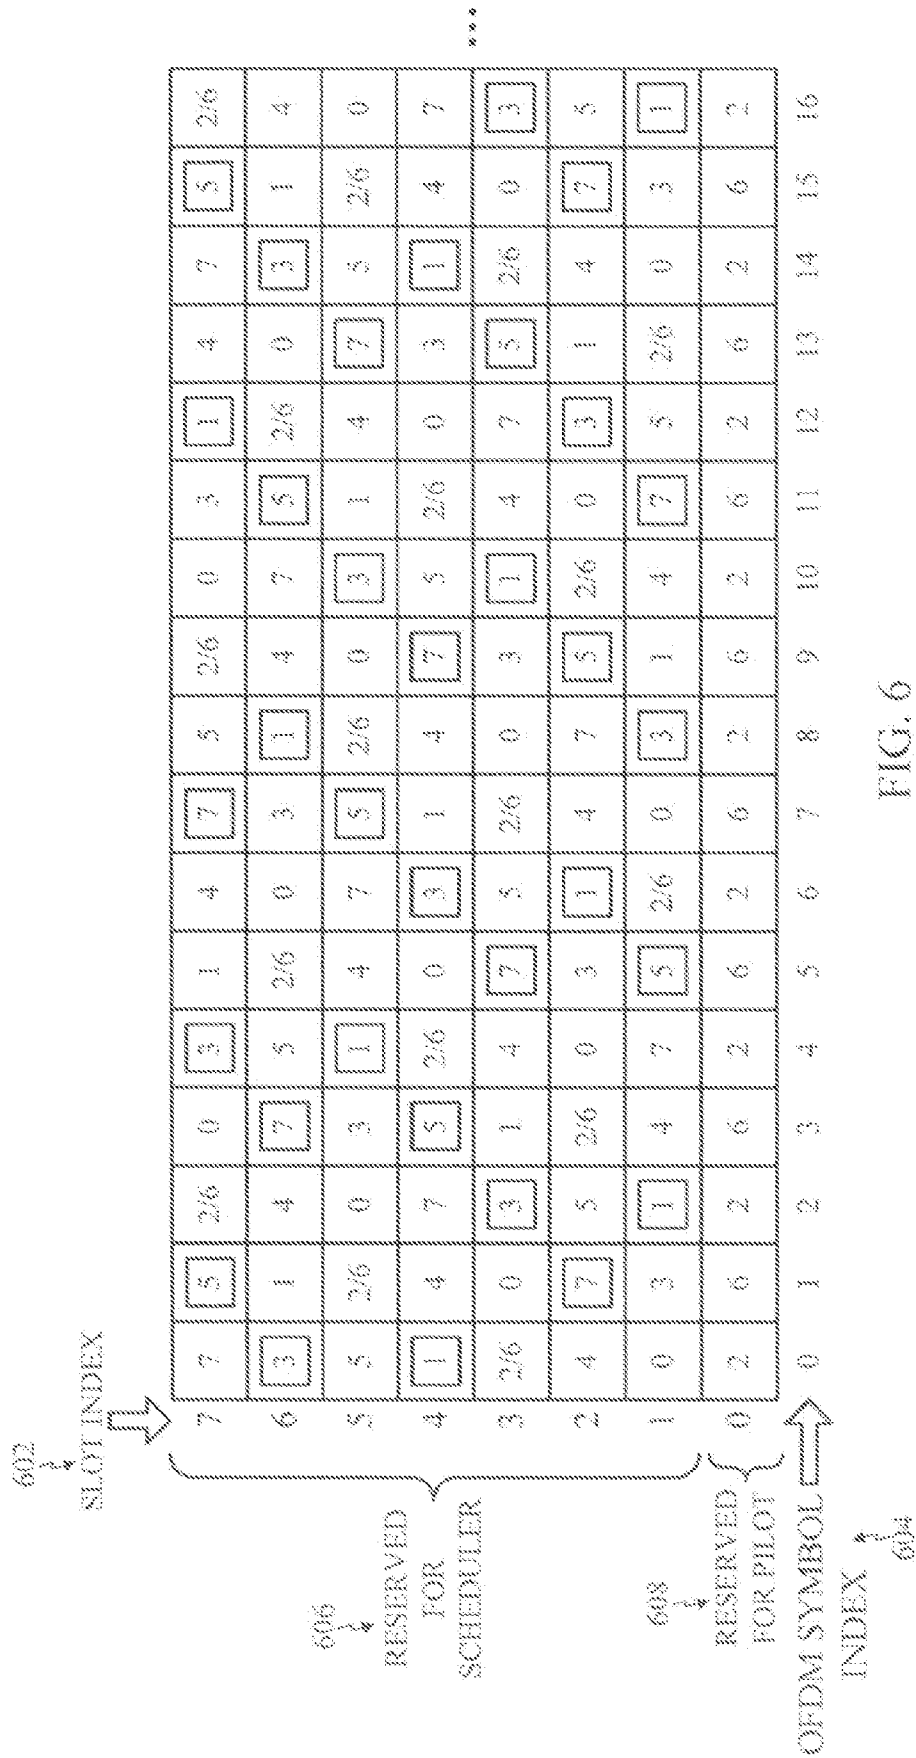 602
SLOT INDEX
7 7 5 2/6 0 3 1 4 7 5 2/6 0 3 1 4 7 5 2/6
6 3 1 4 7 5 2/6 0 3 1 4 7 5 2/6 0 3 1 4
5 5 2/6 0 3 1 4 7 5 2/6 0 3 1 4 7 5 2/6 0
4 1 4 7 5 2/6 0 3 1 4 7 5 2/6 0 3 1 4 7
3 2/6 0 3 1 4 7 5 2/6 0 3 1 4 7 5 2/6 0 3
2 4 7 5 2/6 0 3 1 4 7 5 2/6 0 3 1 4 7 5
1 0 3 1 4 7 5 2/6 0 3 1 4 7 5 2/6 0 3 1
0 2 6 2 6 2 6 2 6 2 6 2 6 2 6 2 6 2
0 1 2 3 4 5 6 7 8 9 10 11 12 13 14 15 16
...
606
RESERVED
FOR
SCHEDULER
608
RESERVED
FOR PILOT
OFDM SYMBOL
INDEX
604
FIG. 6